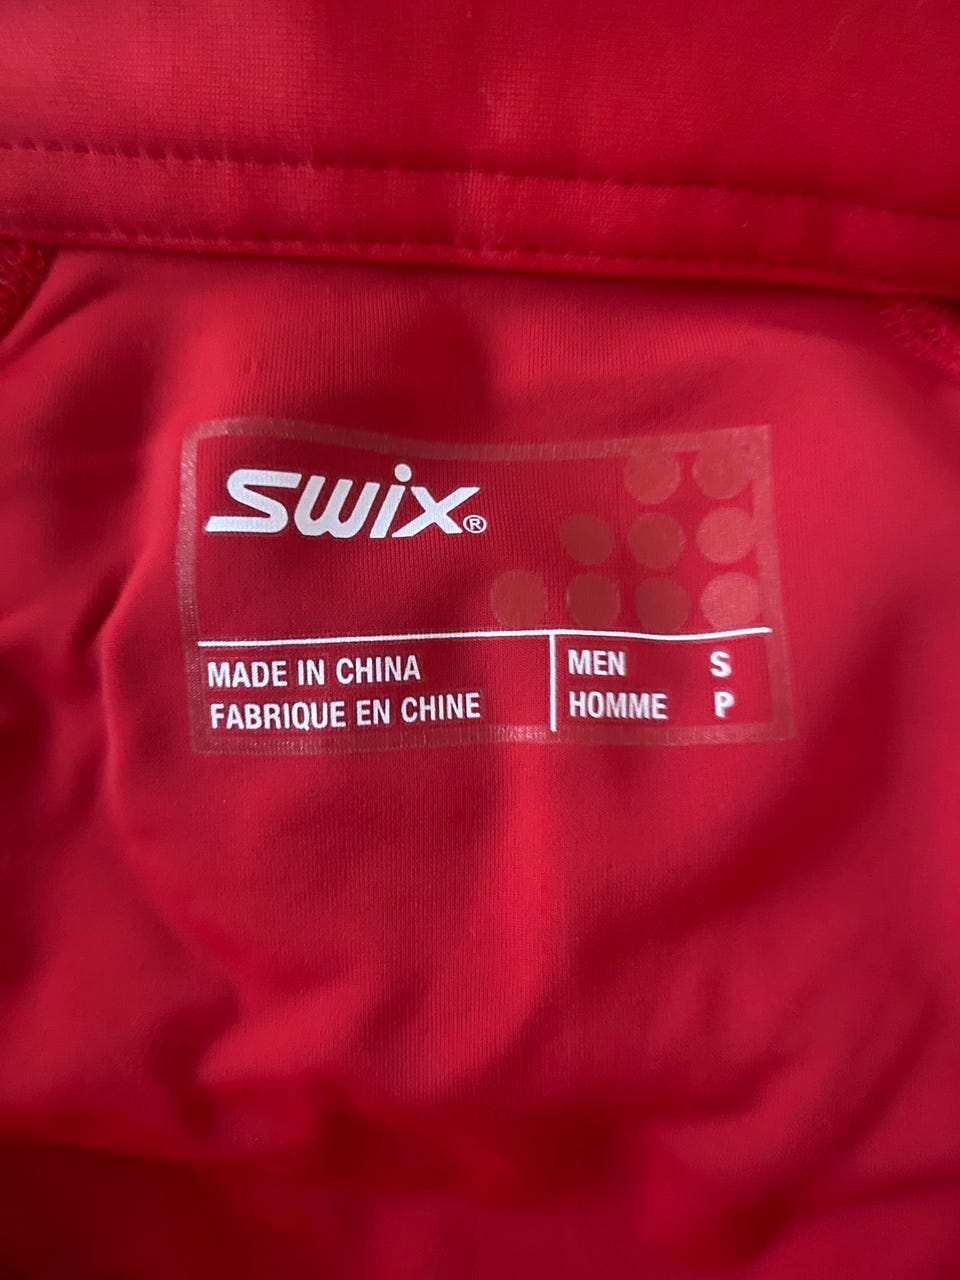 Swix®
MADE IN CHINA
FABRIQUE EN CHINE
MEN S
HOMME P